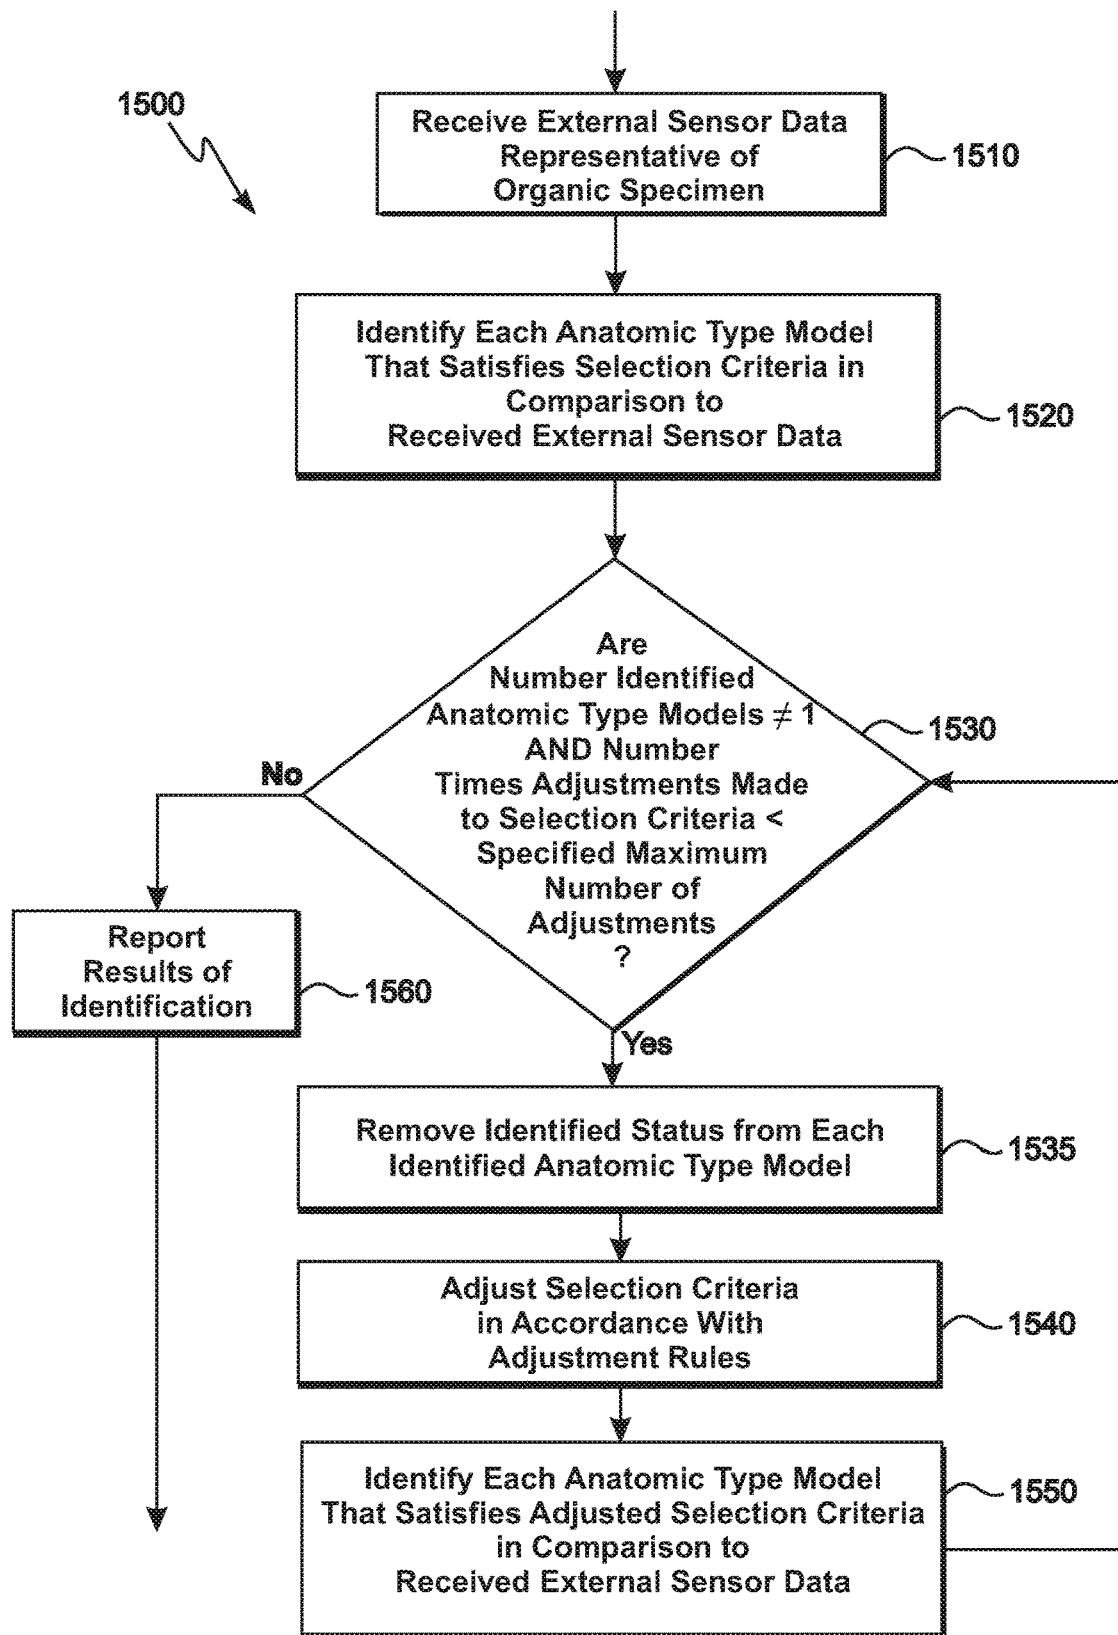 1500
Receive External Sensor Data
Representative of
Organic Specimen
1510
Identify Each Anatomic Type Model
That Satisfies Selection Criteria in
Comparison to
Received External Sensor Data
1520
Are
Number Identified
Anatomic Type Models ≠ 1
AND Number
Times Adjustments Made
to Selection Criteria <
Specified Maximum
Number of
Adjustments
?
1530
No
Report
Results of
Identification
1560
Yes
Remove Identified Status from Each
Identified Anatomic Type Model
1535
Adjust Selection Criteria
in Accordance With
Adjustment Rules
1540
Identify Each Anatomic Type Model
That Satisfies Adjusted Selection Criteria
in Comparison to
Received External Sensor Data
1550